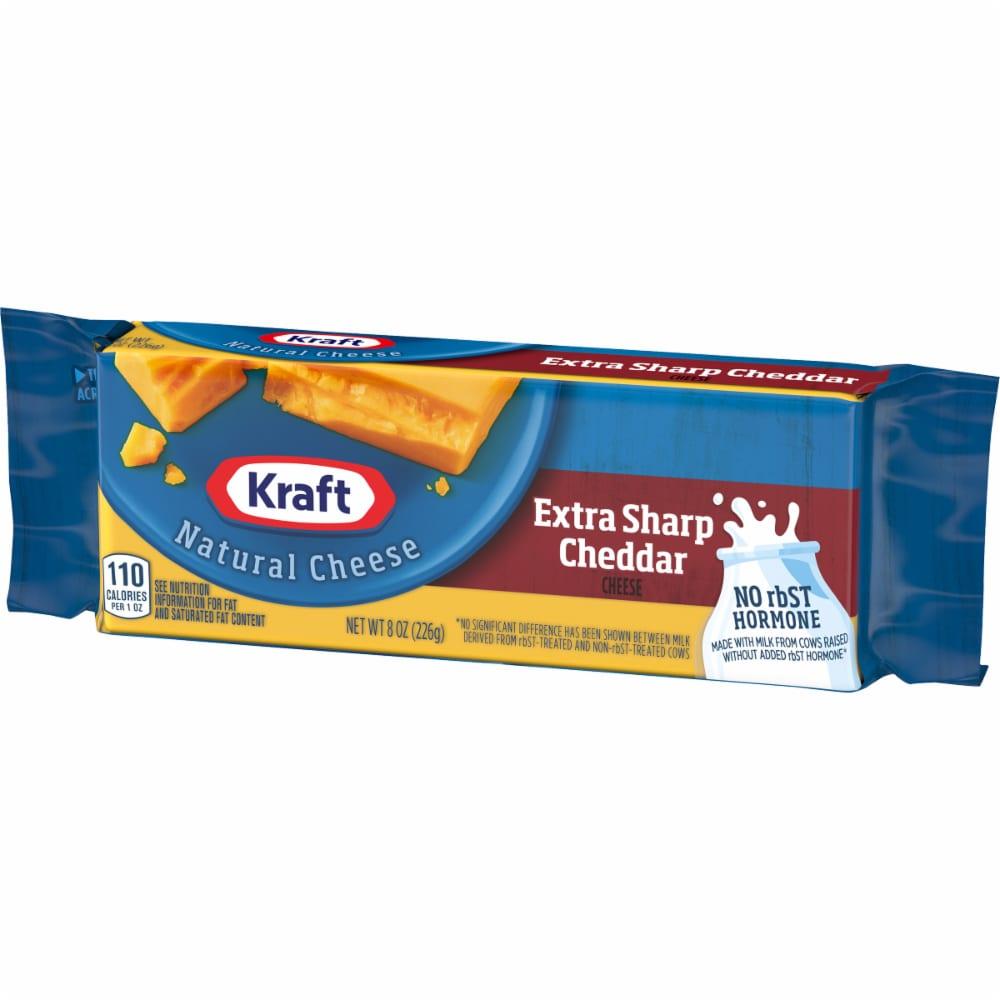 Kraft
Natural Cheese
Extra Sharp Cheddar
CHEESE
Kraft
Natural Cheese
Extra Sharp
Cheddar
CHEESE
110
CALORIES
PER 1 OZ
SEE NUTRITION
INFORMATION FOR FAT
AND SATURATED FAT CONTENT
NET WT 8 OZ (226g)
*NO SIGNIFICANT DIFFERENCE HAS BEEN SHOWN BETWEEN MILK
DERIVED FROM rbST-TREATED AND NON-rbST-TREATED COWS
NO rbST
HORMONE
MADE WITH MILK FROM COWS RAISED
WITHOUT ADDED rbST HORMONE*